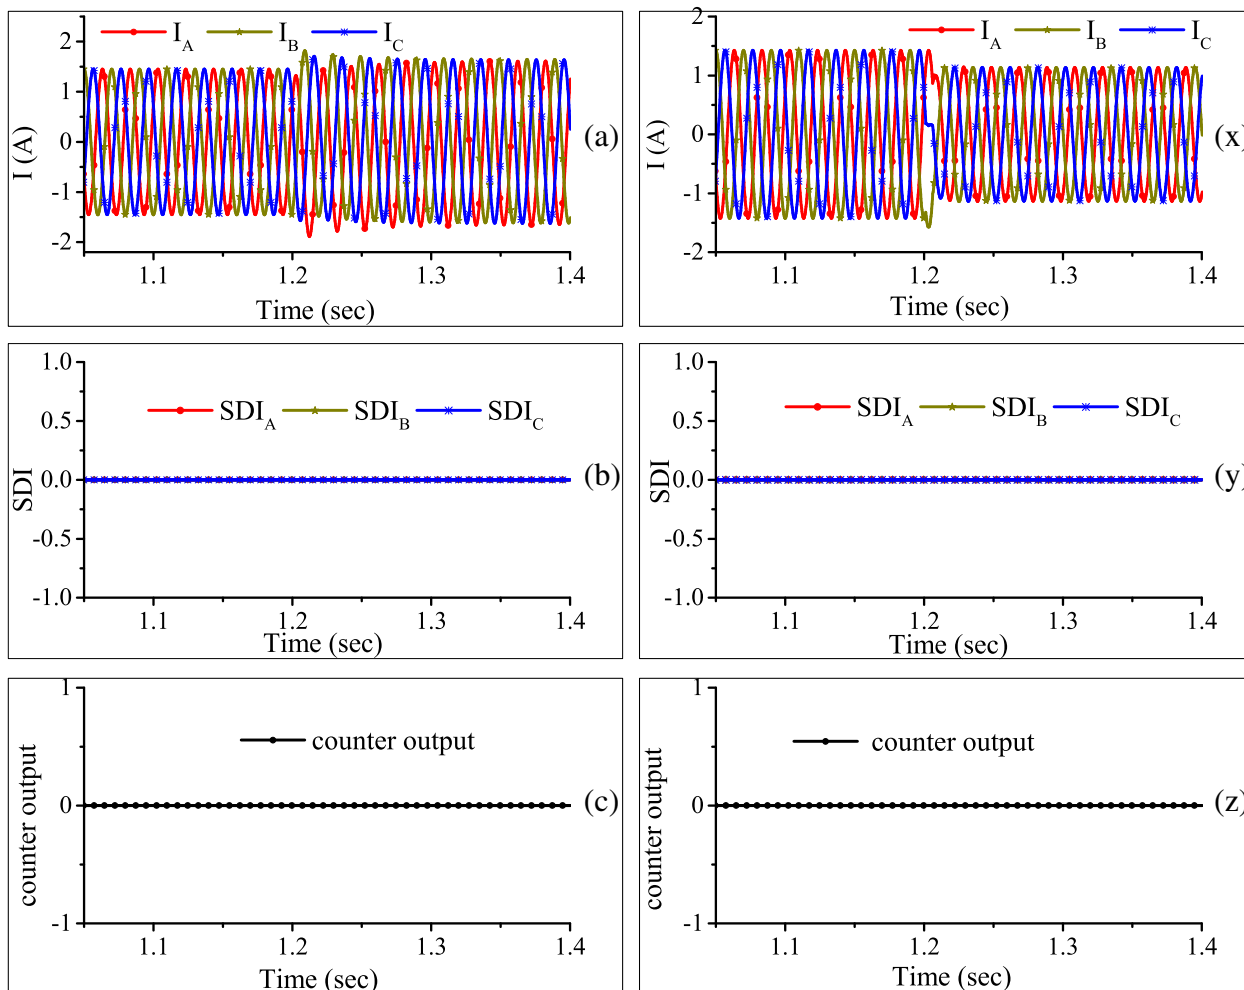 I_A I_B I_C
2
1
0
-1
-2
I (A)
1.1 1.2 1.3 1.4
Time (sec)
(a)
I_A I_B I_C
2
1
0
-1
-2
I (A)
1.1 1.2 1.3 1.4
Time (sec)
(x)
1.0
0.5
0.0
-0.5
-1.0
SDI
SDI_A SDI_B SDI_C
1.1 1.2 1.3 1.4
Time (sec)
(b)
1.0
0.5
0.0
-0.5
-1.0
SDI
SDI_A SDI_B SDI_C
1.1 1.2 1.3 1.4
Time (sec)
(y)
1
0
-1
counter output
counter output
1.1 1.2 1.3 1.4
Time (sec)
(c)
1
0
-1
counter output
counter output
1.1 1.2 1.3 1.4
Time (sec)
(z)